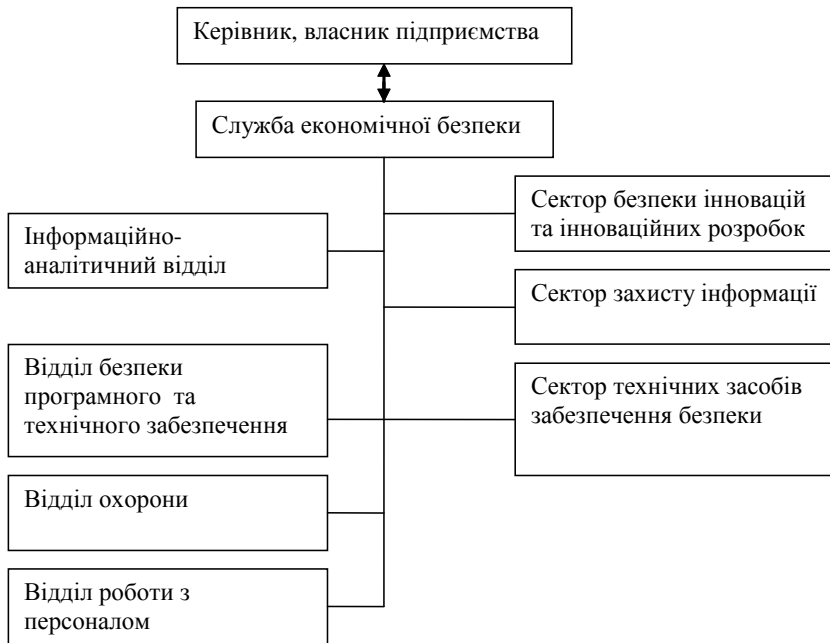 Керівник, власник підприємства
Служба економічної безпеки
Сектор безпеки інновацій
та інноваційних розробок
Інформаційно-
аналітичний відділ
Сектор захисту інформації
Відділ безпеки
програмного та
технічного забезпечення
Сектор технічних засобів
забезпечення безпеки
Відділ охорони
Відділ роботи з
персоналом